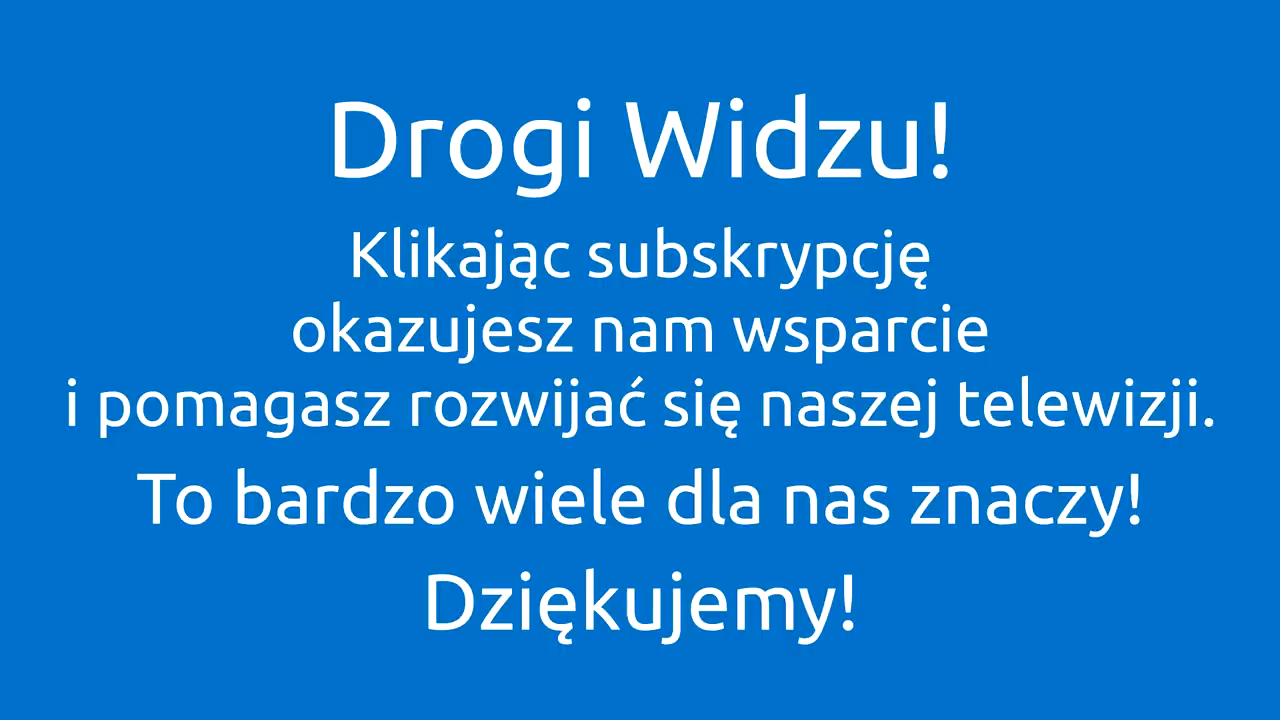 Drogi Widzu!
Klikając subskrypcję
okazujesz nam wsparcie
i pomagasz rozwijać się naszej telewizji.
To bardzo wiele dla nas znaczy!
Dziękujemy!